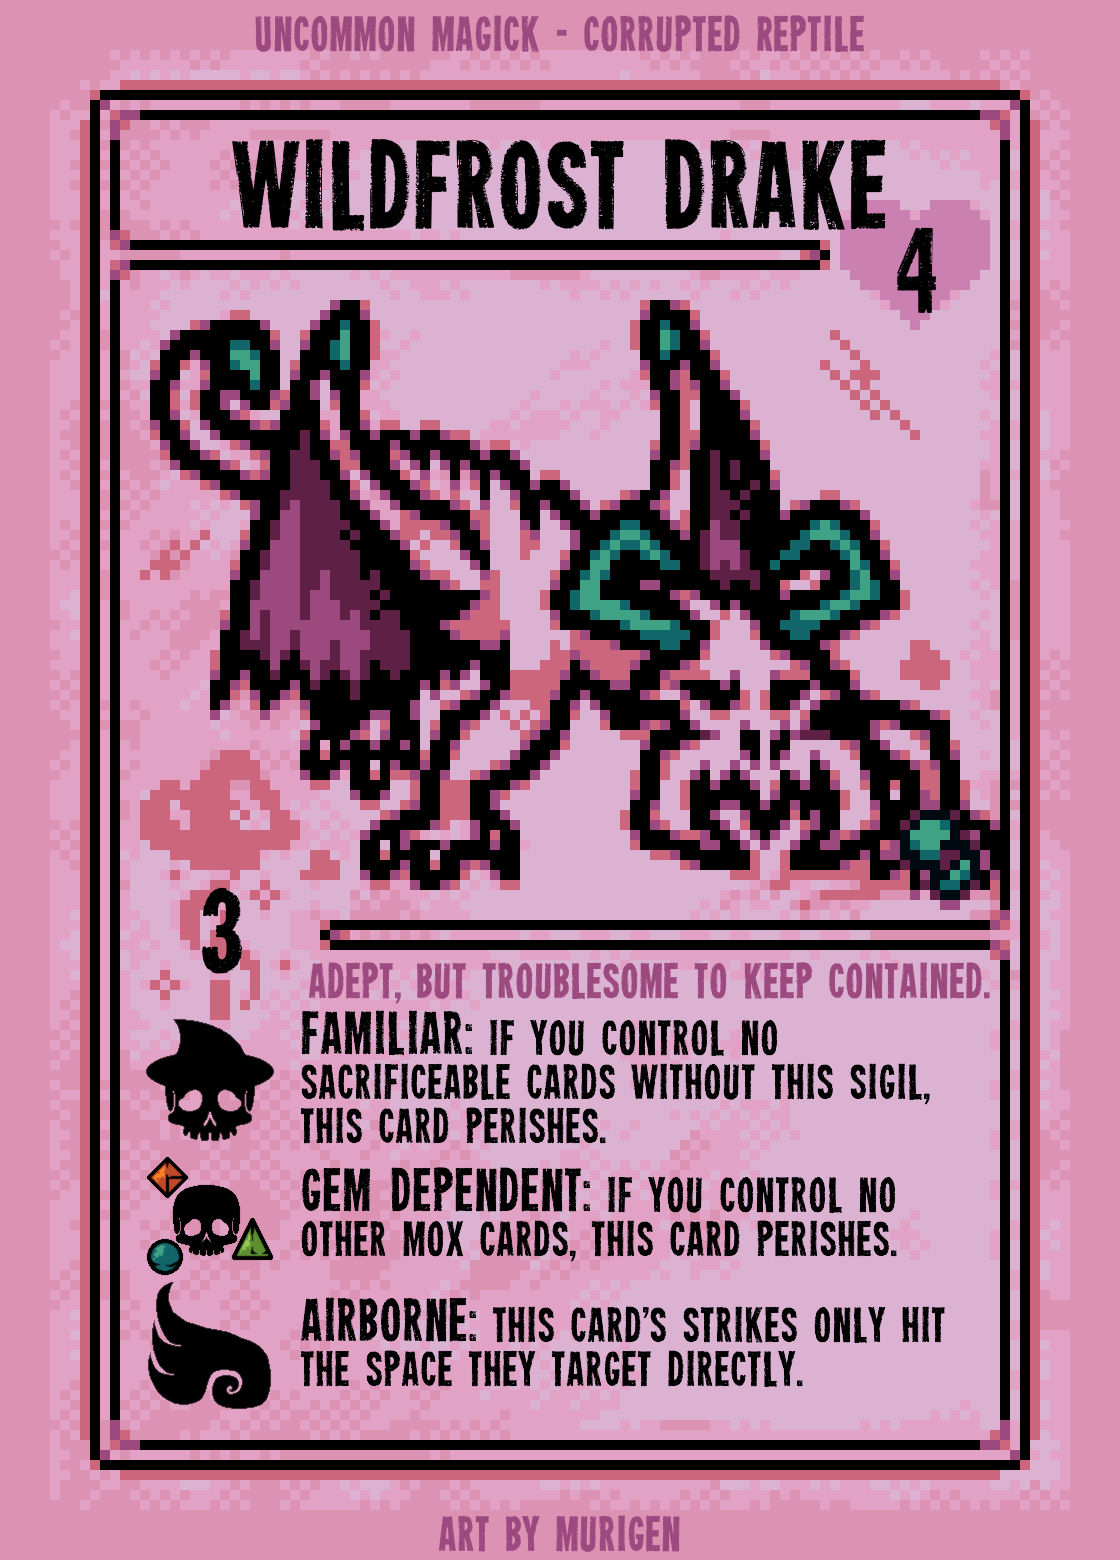 UNCOMMON MAGICK - CORRUPTED REPTILE
WILDFROST DRAKE
4
3
ADEPT, BUT TROUBLESOME TO KEEP CONTAINED.
FAMILIAR: IF YOU CONTROL NO
SACRIFICEABLE CARDS WITHOUT THIS SIGIL,
THIS CARD PERISHES.
GEM DEPENDENT: IF YOU CONTROL NO
OTHER MOX CARDS, THIS CARD PERISHES.
AIRBORNE: THIS CARD'S STRIKES ONLY HIT
THE SPACE THEY TARGET DIRECTLY.
ART BY MURIGEN